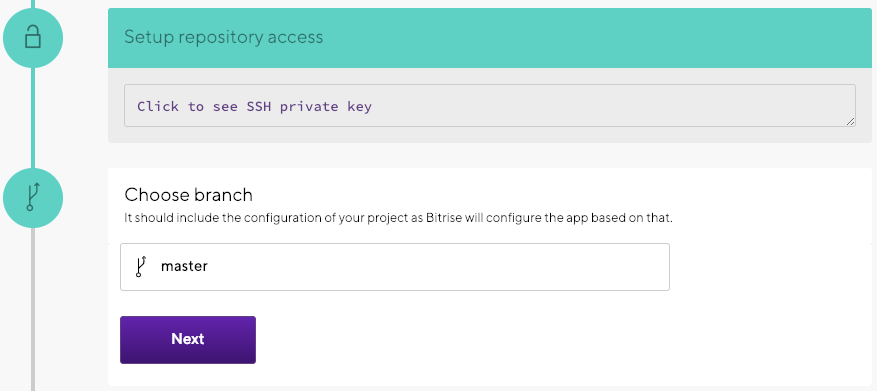 Setup repository access
Click to see SSH private key
Choose branch
It should include the configuration of your project as Bitrise will configure the app based on that.
master
Next